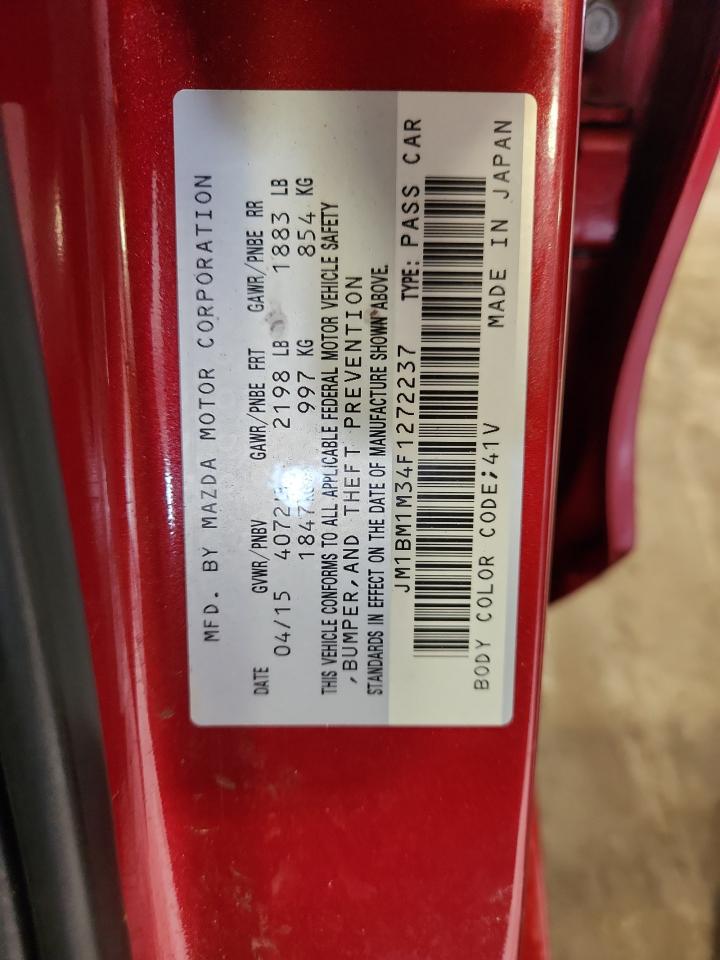 MFD. BY MAZDA MOTOR CORPORATION
DATE GVWR/PNBV GAWR/PNBE FRT GAWR/PNBE RR
04/15 4072 2198 LB 1883 LB
1847 KG 997 KG 854 KG
THIS VEHICLE CONFORMS TO ALL APPLICABLE FEDERAL MOTOR VEHICLE SAFETY
,BUMPER,AND THEFT PREVENTION
STANDARDS IN EFFECT ON THE DATE OF MANUFACTURE SHOWN ABOVE.
JM1BM1M34F1272237 TYPE: PASS CAR
BODY COLOR CODE;41V MADE IN JAPAN